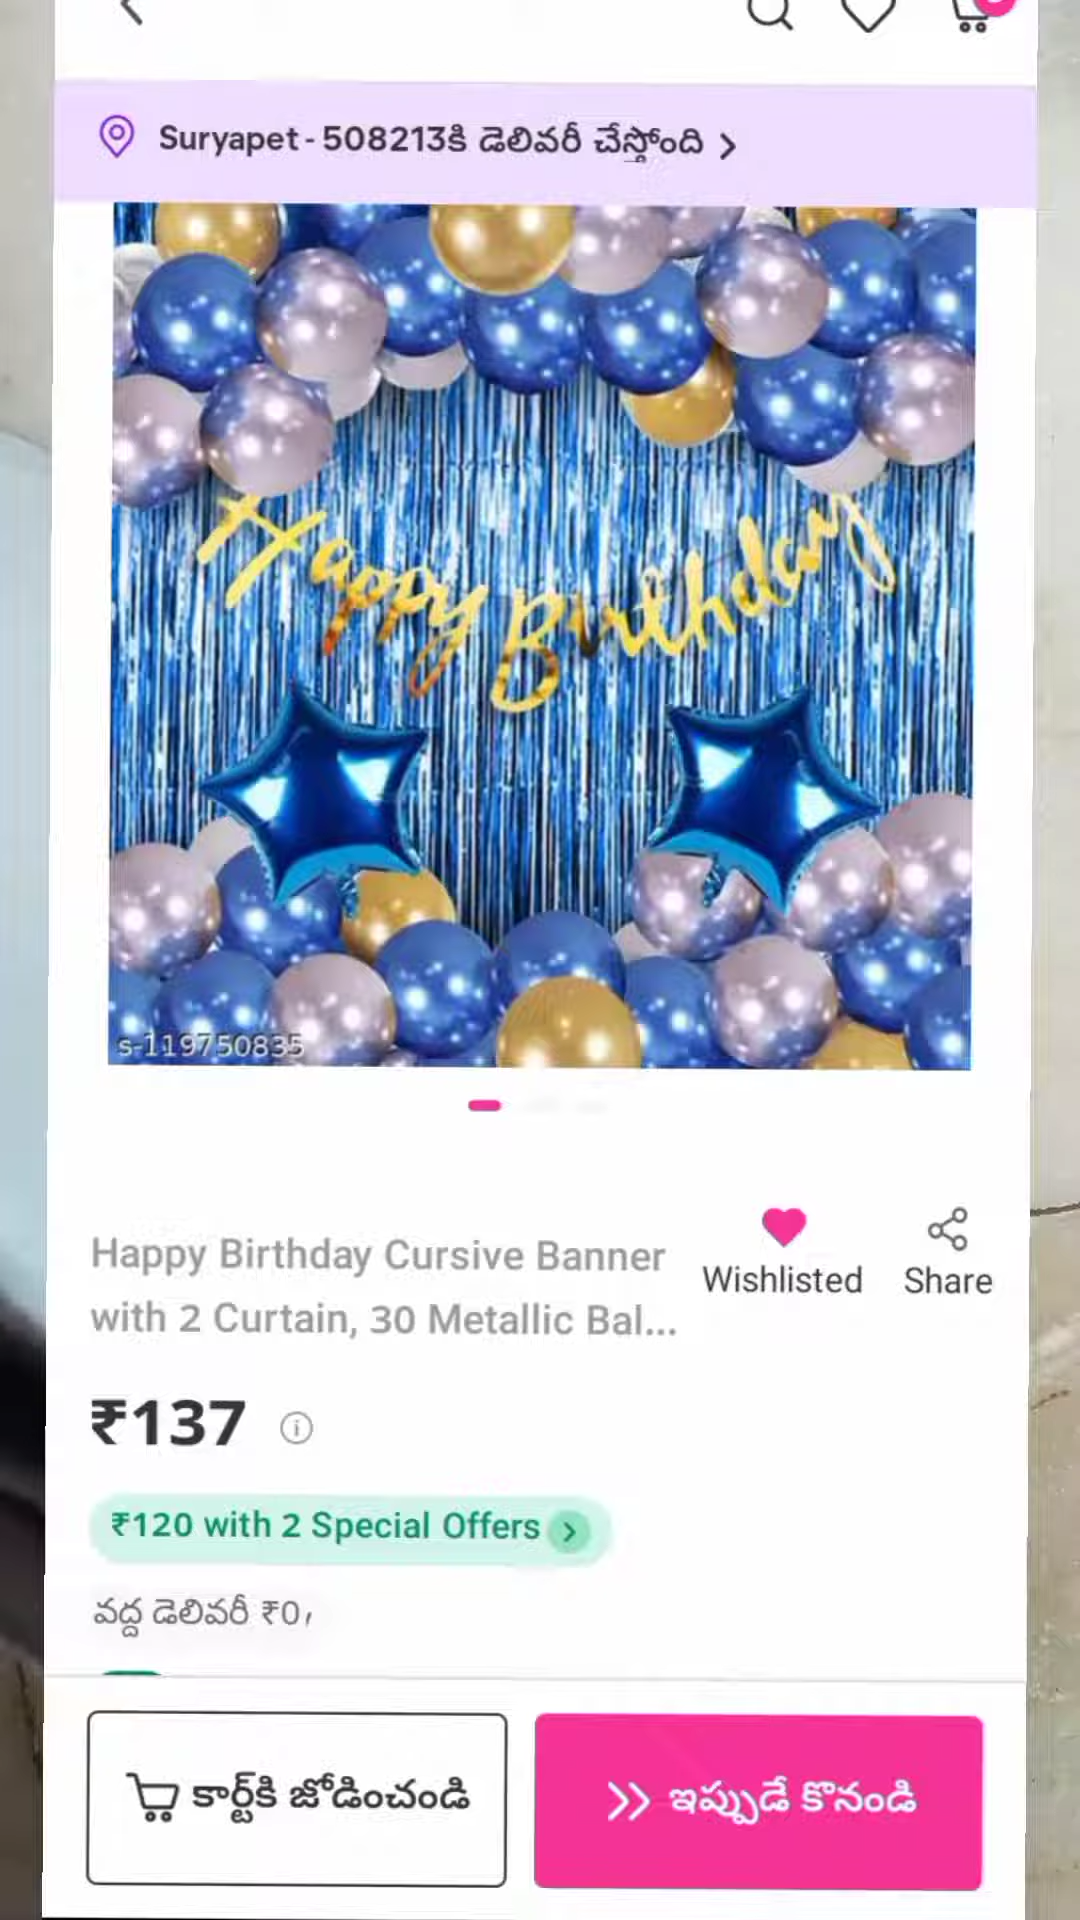 Suryapet - 508213కి డెలివరీ చేస్తోంది
Happy Birthday
s-119750835
Happy Birthday Cursive Banner
with 2 Curtain, 30 Metallic Bal...
Wishlisted
Share
₹137
₹120 with 2 Special Offers
వద్ద డెలివరీ ₹0
కార్ట్‌కి జోడించండి
ఇప్పుడే కొనండి